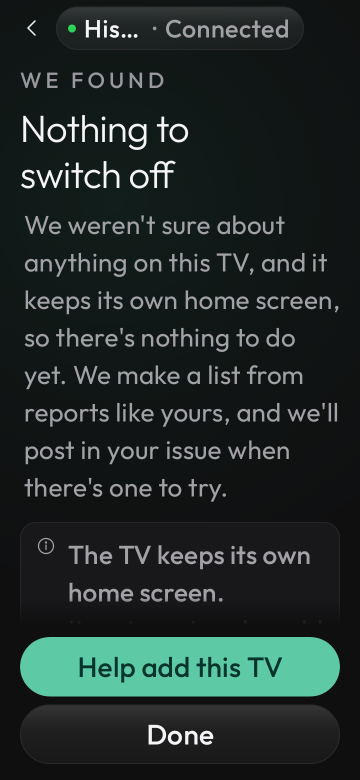 His... · Connected
WE FOUND
Nothing to
switch off
We weren't sure about
anything on this TV, and it
keeps its own home screen,
so there's nothing to do
yet. We make a list from
reports like yours, and we'll
post in your issue when
there's one to try.
The TV keeps its own
home screen.
Help add this TV
Done